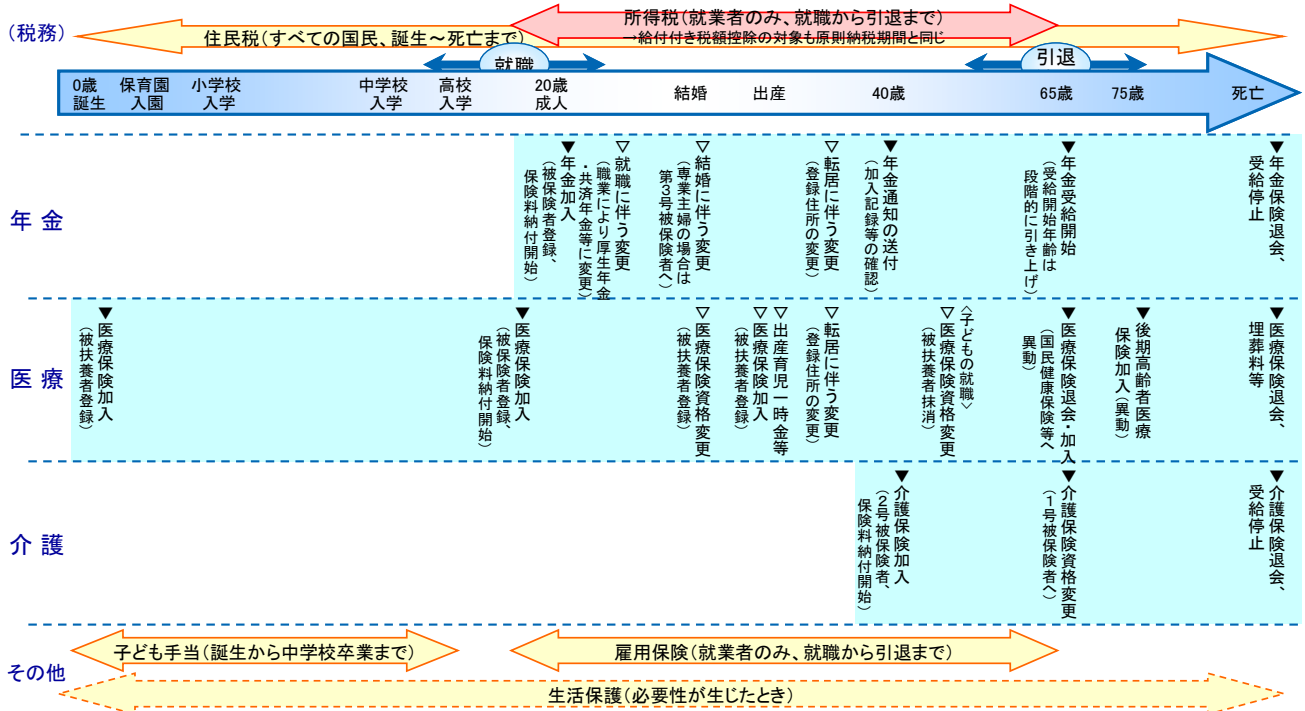 (税務)
所得税(就業者のみ、就職から引退まで)
→給付付き税額控除の対象も原則納税期間と同じ
住民税(すべての国民、誕生～死亡まで)
就職
引退
0歳
誕生
保育園
入園
小学校
入学
中学校
入学
高校
入学
20歳
成人
結婚
出産
40歳
65歳
75歳
死亡
年 金
▼年金加入
(被保険者登録、
保険料納付開始)
▽就職に伴う変更
(職業により厚生年金
・共済年金等に変更)
▽結婚に伴う変更
(専業主婦の場合は
第3号被保険者へ)
▽転居に伴う変更
(登録住所の変更)
▼年金通知の送付
(加入記録等の確認)
▼年金受給開始
(受給開始年齢は
段階的に引き上げ)
▼年金保険退会、
受給停止
医 療
▼医療保険加入
(被扶養者登録)
▼医療保険加入
(被保険者登録、
保険料納付開始)
▽医療保険資格変更
(被扶養者登録)
▽出産育児一時金等
▽医療保険加入
(被扶養者登録)
▽転居に伴う変更
(登録住所の変更)
〈子どもの就職〉
▽医療保険資格変更
(被扶養者抹消)
▼医療保険退会・加入
(国民健康保険等へ
異動)
▼後期高齢者医療
保険加入(異動)
▼医療保険退会、
埋葬料等
介 護
▼介護保険加入
(2号被保険者、
保険料納付開始)
▼介護保険資格変更
(1号被保険者へ)
▼介護保険退会、
受給停止
その他
子ども手当(誕生から中学校卒業まで)
雇用保険(就業者のみ、就職から引退まで)
生活保護(必要性が生じたとき)